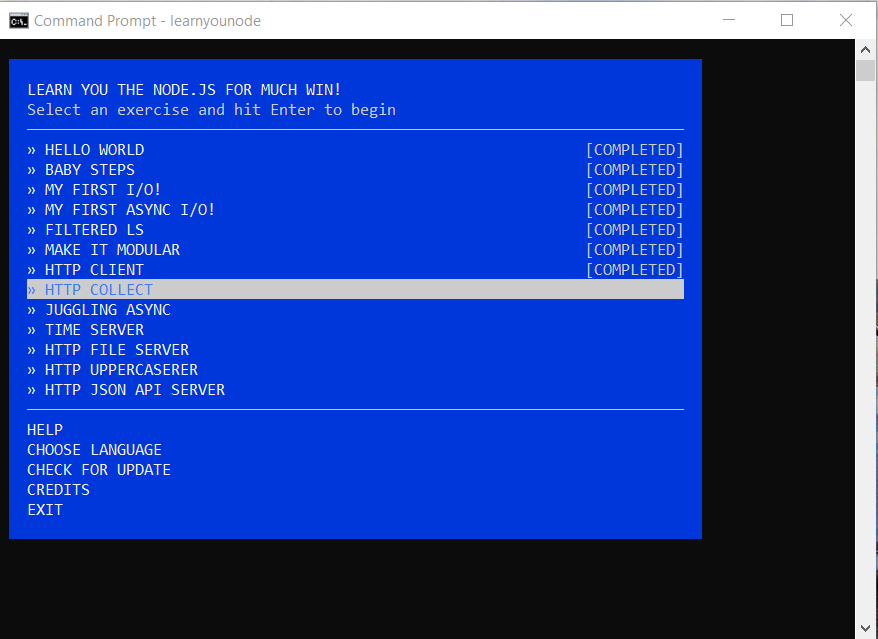 Command Prompt - learnyounode
LEARN YOU THE NODE.JS FOR MUCH WIN!
Select an exercise and hit Enter to begin
» HELLO WORLD [COMPLETED]
» BABY STEPS [COMPLETED]
» MY FIRST I/O! [COMPLETED]
» MY FIRST ASYNC I/O! [COMPLETED]
» FILTERED LS [COMPLETED]
» MAKE IT MODULAR [COMPLETED]
» HTTP CLIENT [COMPLETED]
» HTTP COLLECT
» JUGGLING ASYNC
» TIME SERVER
» HTTP FILE SERVER
» HTTP UPPERCASERER
» HTTP JSON API SERVER
HELP
CHOOSE LANGUAGE
CHECK FOR UPDATE
CREDITS
EXIT